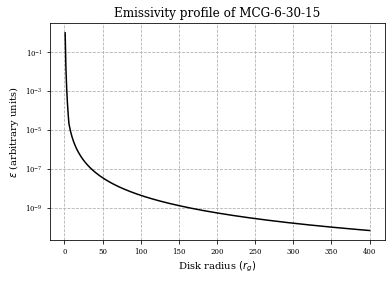 Emissivity profile of MCG-6-30-15
ε (arbitrary units)
10⁻¹
10⁻³
10⁻⁵
10⁻⁷
10⁻⁹
0 50 100 150 200 250 300 350 400
Disk radius (r_g)